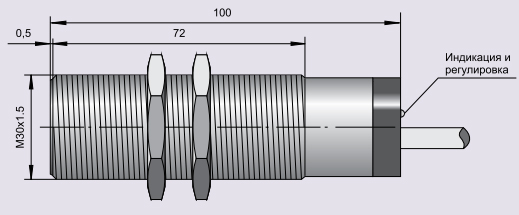 100
0,5
72
Индикация и
регулировка
M30x1.5